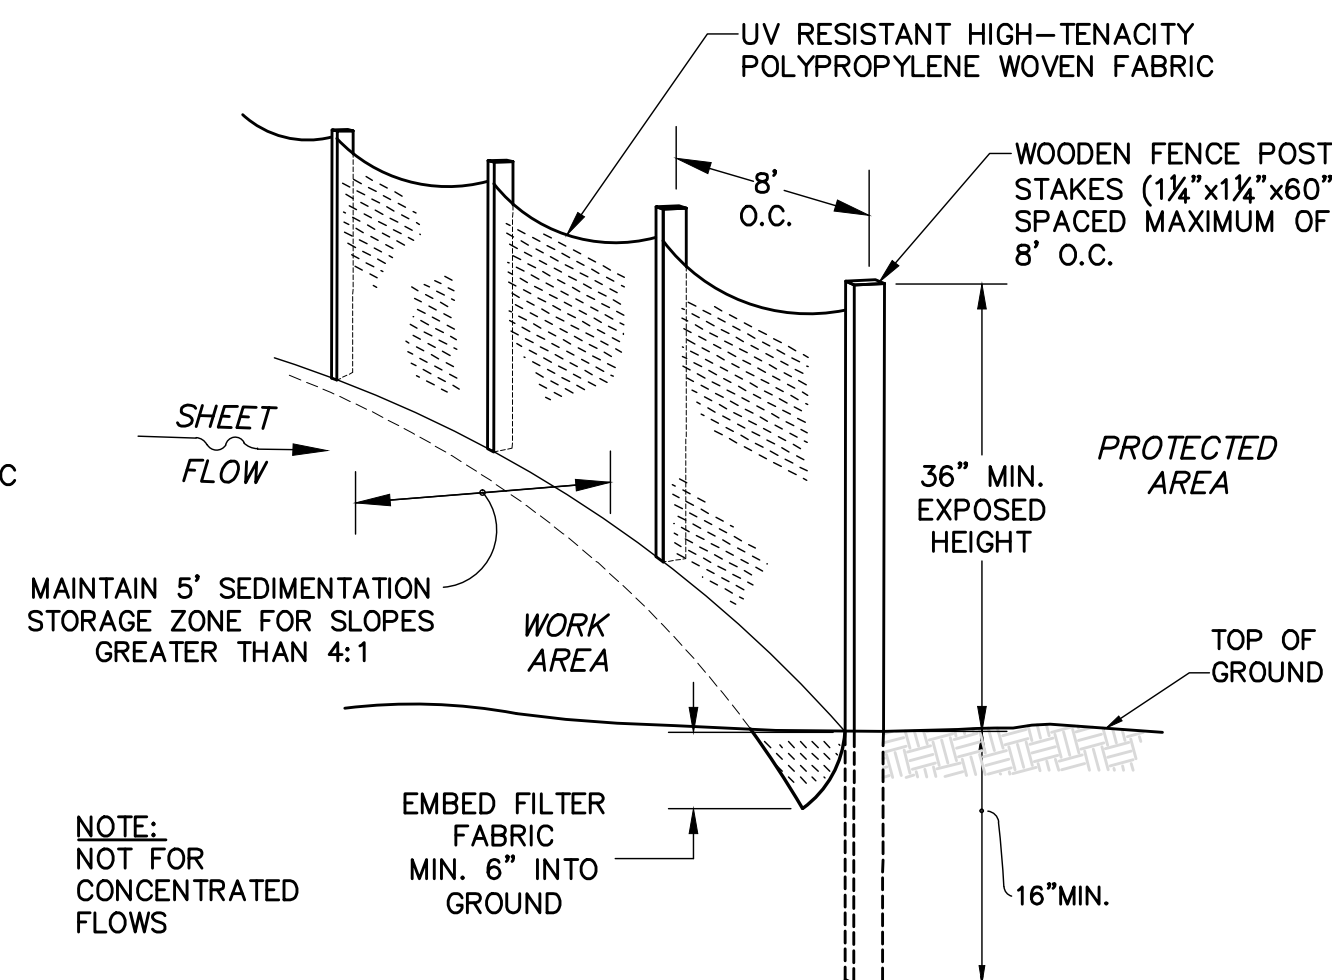 UV RESISTANT HIGH-TENACITY
POLYPROPYLENE WOVEN FABRIC
WOODEN FENCE POST
STAKES (1¼"x1¼"x60"
SPACED MAXIMUM OF
8' O.C.
8'
O.C.
SHEET
FLOW
C
36" MIN.
EXPOSED
HEIGHT
PROTECTED
AREA
MAINTAIN 5' SEDIMENTATION
STORAGE ZONE FOR SLOPES
GREATER THAN 4:1
WORK
AREA
TOP OF
GROUND
EMBED FILTER
FABRIC
MIN. 6" INTO
GROUND
NOTE:
NOT FOR
CONCENTRATED
FLOWS
16"MIN.